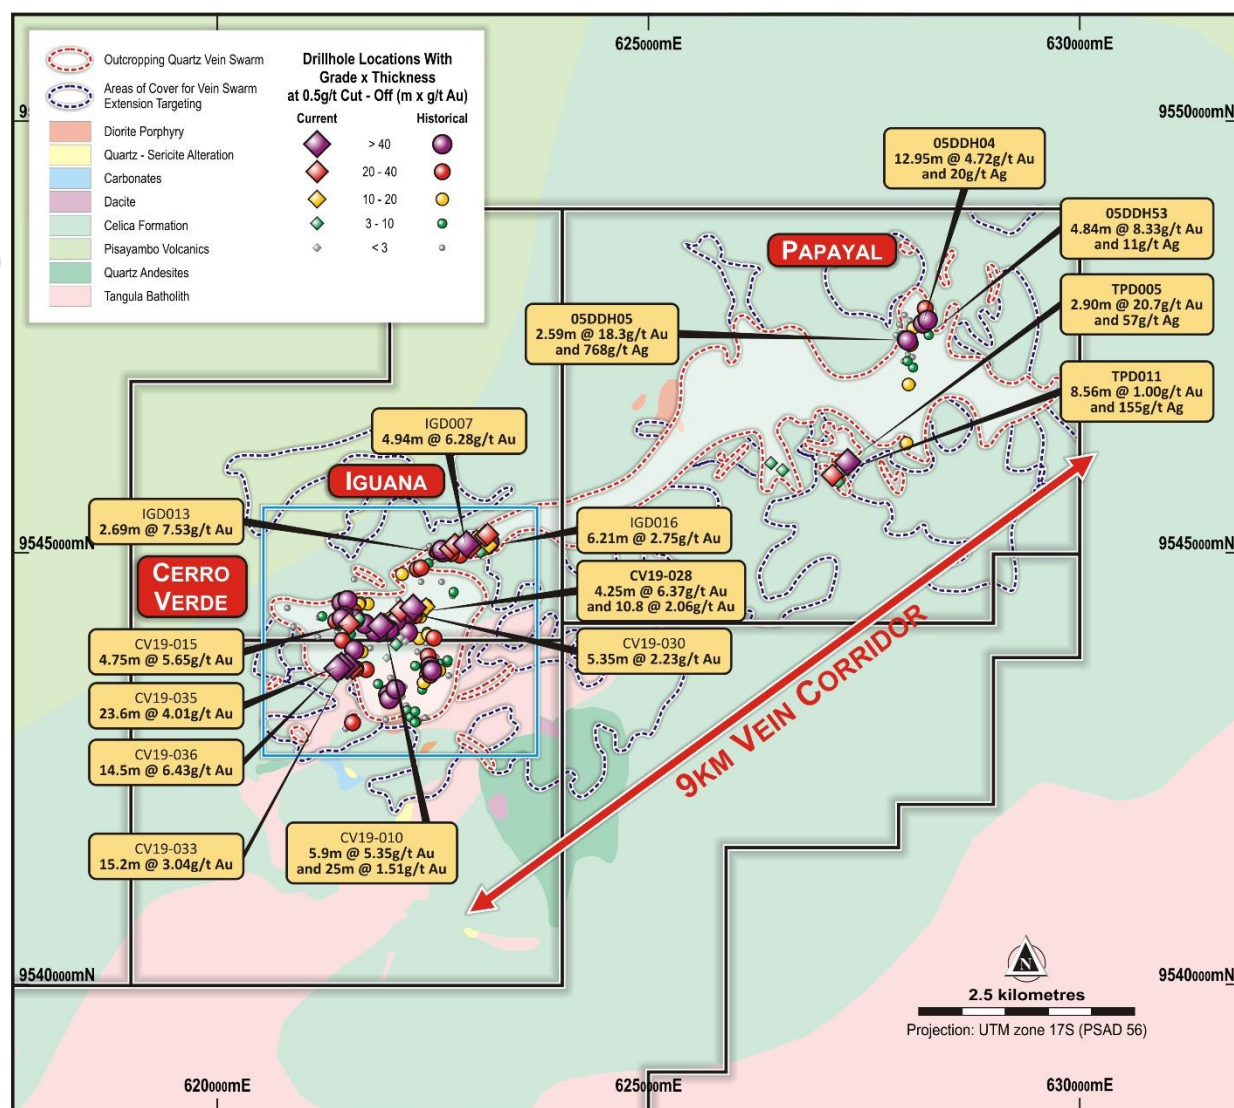 625000mE
630000mE
9550000mN
Outcropping Quartz Vein Swarm
Areas of Cover for Vein Swarm
Extension Targeting
Diorite Porphyry
Quartz - Sericite Alteration
Carbonates
Dacite
Celica Formation
Pisayambo Volcanics
Quartz Andesites
Tangula Batholith
Drillhole Locations With
Grade x Thickness
at 0.5g/t Cut - Off (m x g/t Au)
Current
Historical
> 40
20 - 40
10 - 20
3 - 10
< 3
05DDH04
12.95m @ 4.72g/t Au
and 20g/t Ag
05DDH53
4.84m @ 8.33g/t Au
and 11g/t Ag
PAPAYAL
TPD005
2.90m @ 20.7g/t Au
and 57g/t Ag
05DDH05
2.59m @ 18.3g/t Au
and 768g/t Ag
TPD011
8.56m @ 1.00g/t Au
and 155g/t Ag
IGD007
4.94m @ 6.28g/t Au
IGUANA
IGD013
2.69m @ 7.53g/t Au
IGD016
6.21m @ 2.75g/t Au
9545000mN
9545000mN
CERRO
VERDE
CV19-028
4.25m @ 6.37g/t Au
and 10.8 @ 2.06g/t Au
CV19-015
4.75m @ 5.65g/t Au
CV19-030
5.35m @ 2.23g/t Au
CV19-035
23.6m @ 4.01g/t Au
CV19-036
14.5m @ 6.43g/t Au
9KM VEIN CORRIDOR
CV19-033
15.2m @ 3.04g/t Au
CV19-010
5.9m @ 5.35g/t Au
and 25m @ 1.51g/t Au
9540000mN
9540000mN
N
2.5 kilometres
Projection: UTM zone 17S (PSAD 56)
620000mE
625000mE
630000mE